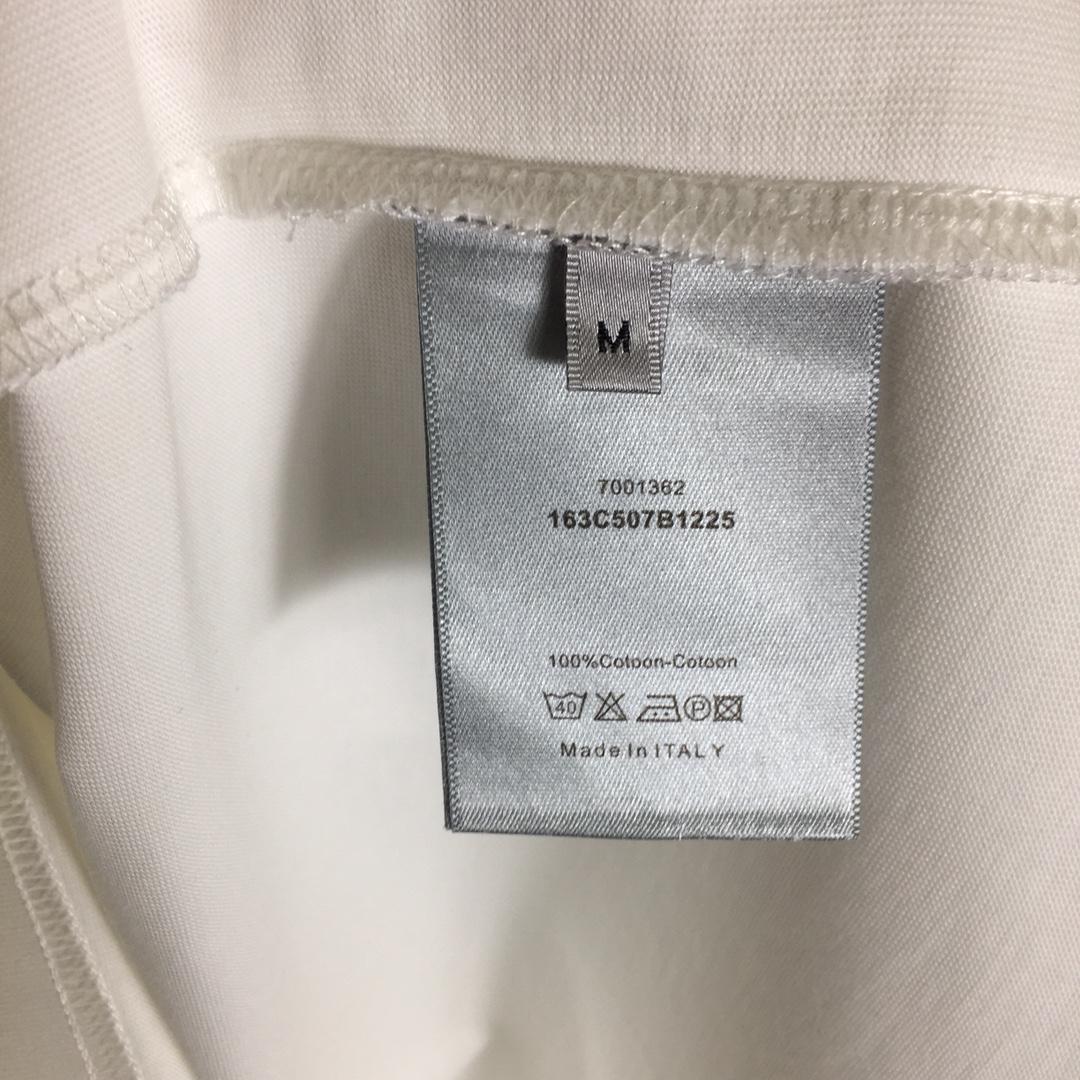 M
7001362
163C507B1225
100%Cotoon-Cotoon
40 P
Made In ITALY